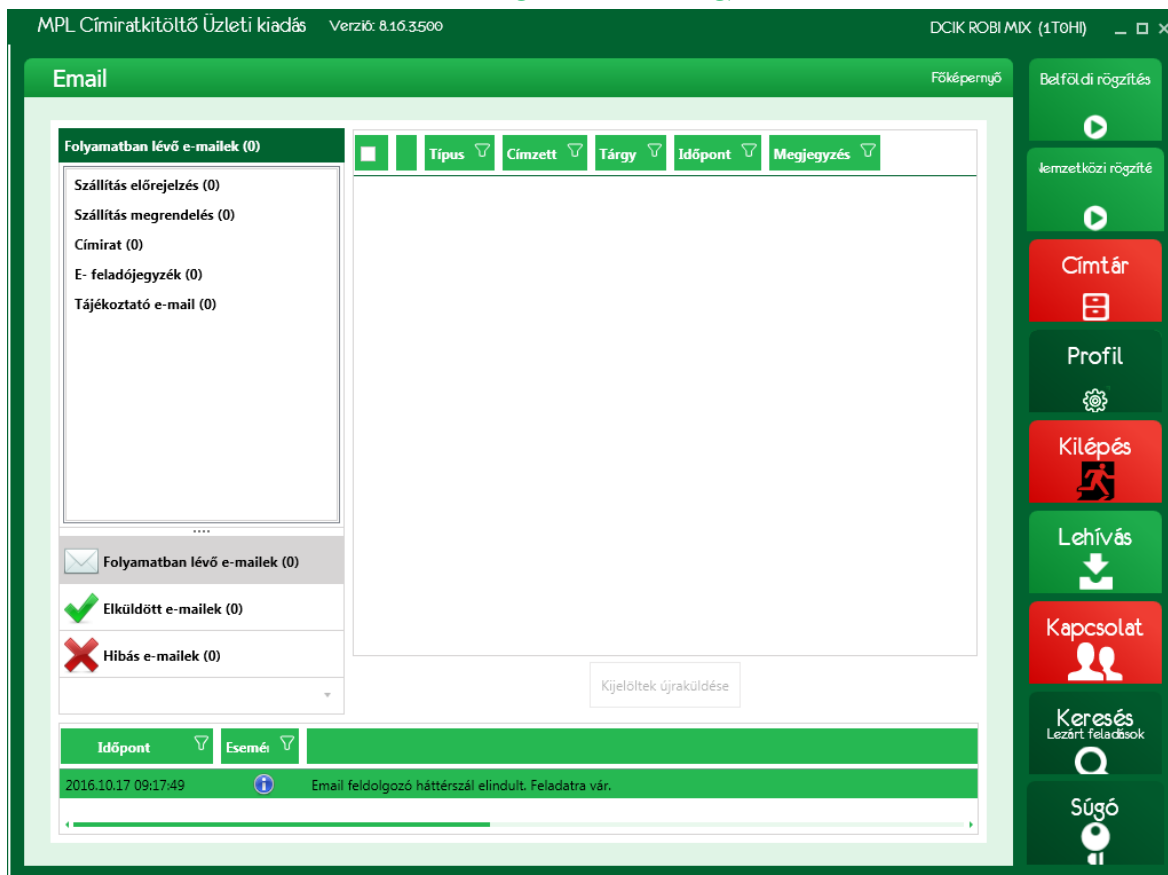 MPL Címiratkitöltő Üzleti kiadás Verzió: 8.16.3.500
DCIK ROBI MIX (1T0HI)
Email
Főképernyő
Folyamatban lévő e-mailek (0)
Szállítás előrejelzés (0)
Szállítás megrendelés (0)
Címirat (0)
E- feladójegyzék (0)
Tájékoztató e-mail (0)
Folyamatban lévő e-mailek (0)
Elküldött e-mailek (0)
Hibás e-mailek (0)
Típus Címzett Tárgy Időpont Megjegyzés
Kijelöltek újraküldése
Időpont Esemé
2016.10.17 09:17:49 Email feldolgozó háttérszál elindult. Feladatra vár.
Belföldi rögzítés
Nemzetközi rögzíté
Címtár
Profil
Kilépés
Lehívás
Kapcsolat
Keresés
Lezárt feladások
Súgó